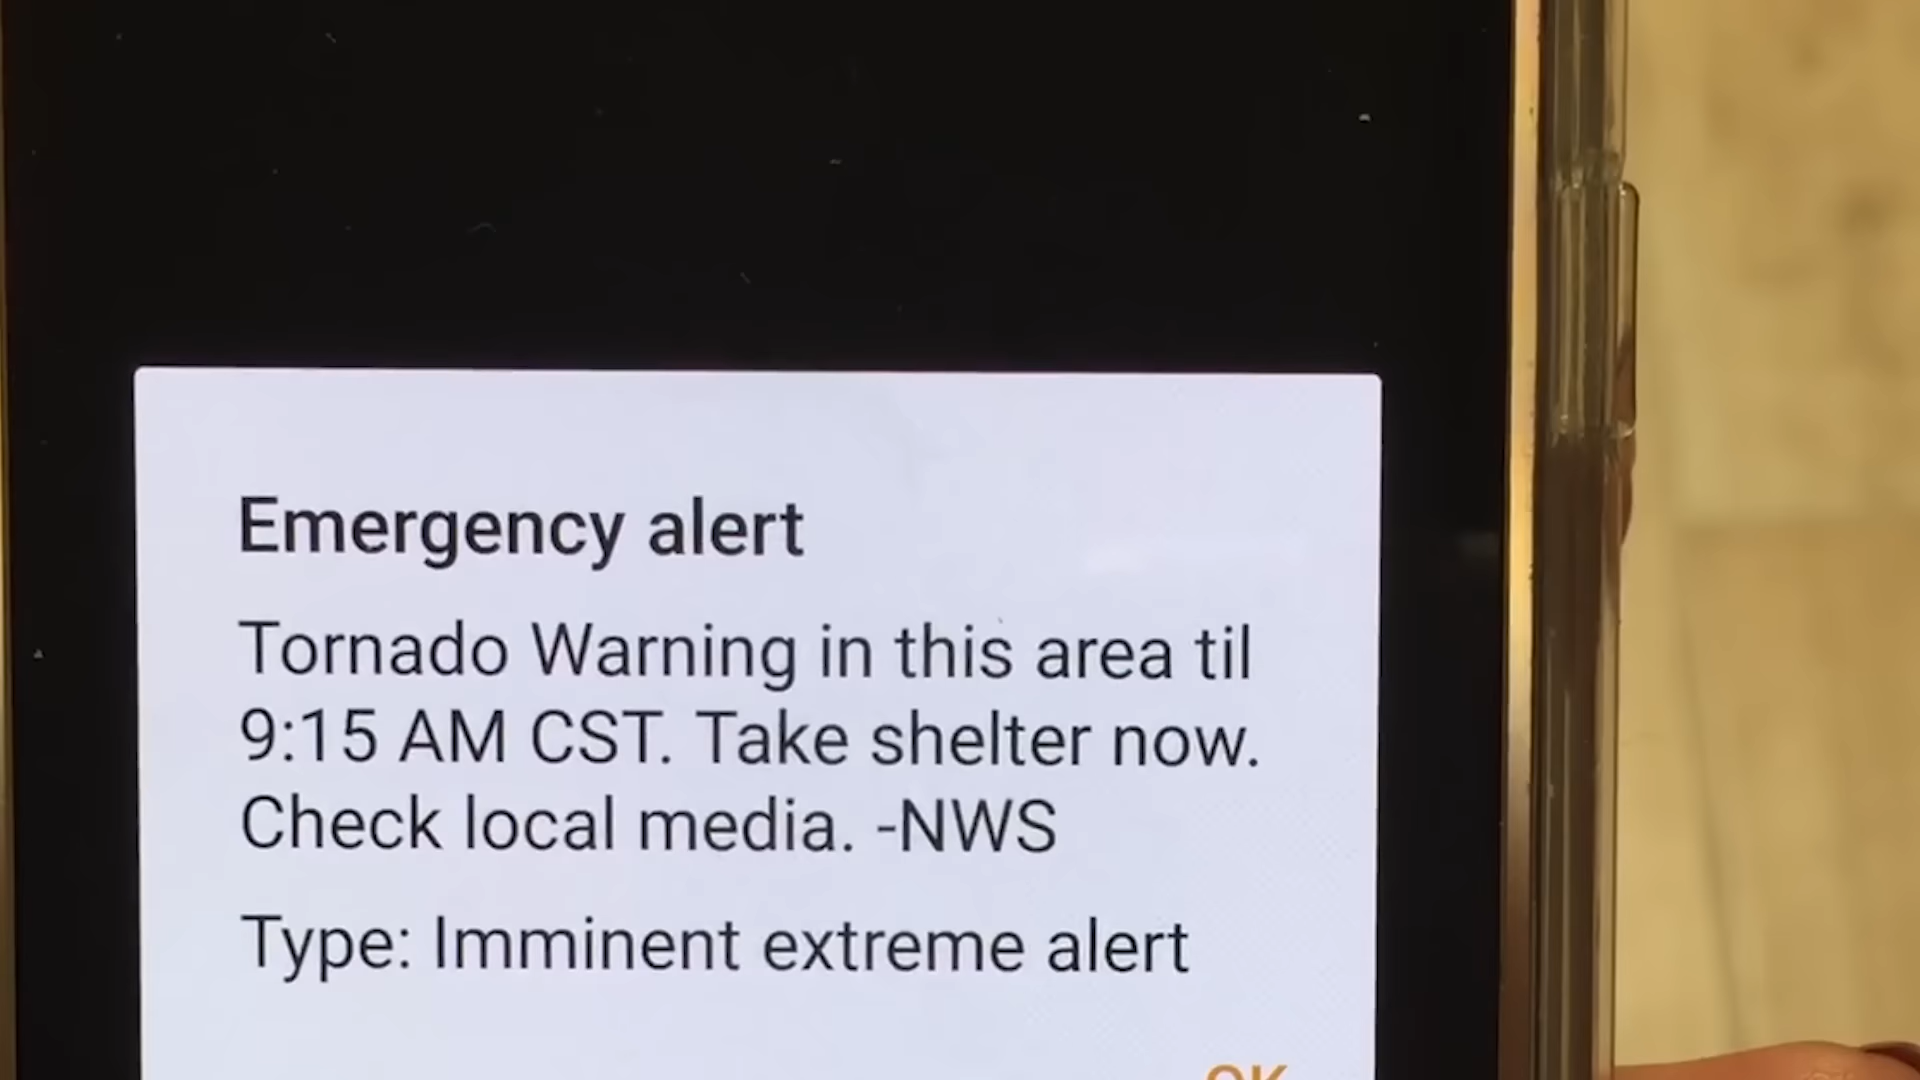 Emergency alert
Tornado Warning in this area til
9:15 AM CST. Take shelter now.
Check local media. -NWS
Type: Imminent extreme alert
OK